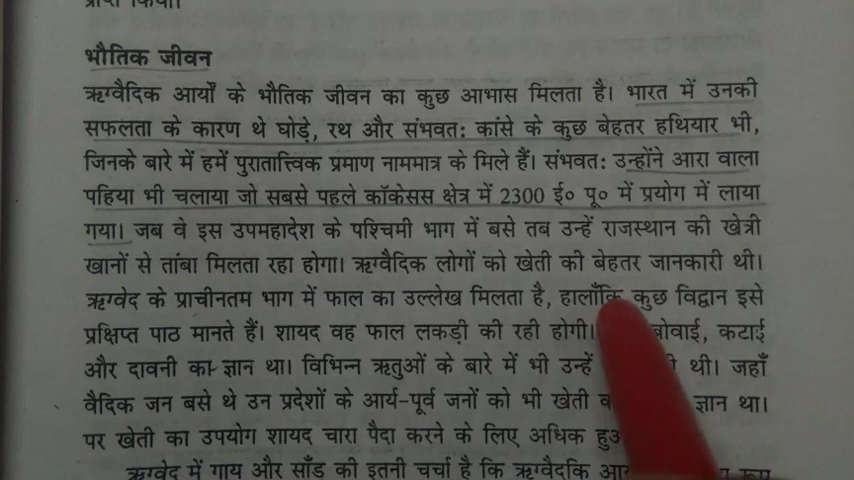 प्राप्त किया।
भौतिक जीवन
ऋग्वैदिक आर्यों के भौतिक जीवन का कुछ आभास मिलता है। भारत में उनकी
सफलता के कारण थे घोड़े, रथ और संभवतः कांसे के कुछ बेहतर हथियार भी,
जिनके बारे में हमें पुरातात्त्विक प्रमाण नाममात्र के मिले हैं। संभवतः उन्होंने आरा वाला
पहिया भी चलाया जो सबसे पहले कॉकेसस क्षेत्र में 2300 ई० पू० में प्रयोग में लाया
गया। जब वे इस उपमहादेश के पश्चिमी भाग में बसे तब उन्हें राजस्थान की खेत्री
खानों से तांबा मिलता रहा होगा। ऋग्वैदिक लोगों को खेती की बेहतर जानकारी थी।
ऋग्वेद के प्राचीनतम भाग में फाल का उल्लेख मिलता है, हालाँकि कुछ विद्वान इसे
प्रक्षिप्त पाठ मानते हैं। शायद वह फाल लकड़ी की रही होगी। बोवाई, कटाई
और दावनी का ज्ञान था। विभिन्न ऋतुओं के बारे में भी उन्हें थी। जहाँ
वैदिक जन बसे थे उन प्रदेशों के आर्य-पूर्व जनों को भी खेती ज्ञान था।
पर खेती का उपयोग शायद चारा पैदा करने के लिए अधिक
ऋग्वेद में गाय और साँड की इतनी चर्चा है कि ऋग्वैदकि